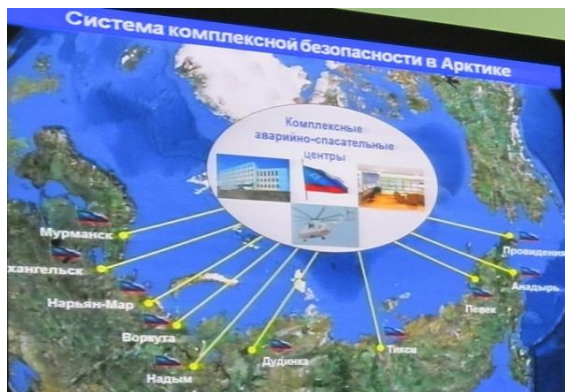 Система комплексной безопасности в Арктике
Комплексные
аварийно-спасательные
центры
Мурманск
хангельск
Нарьян-Мар
Воркута
Надым
Дудинка
Тикси
Певек
Анадырь
Провидения